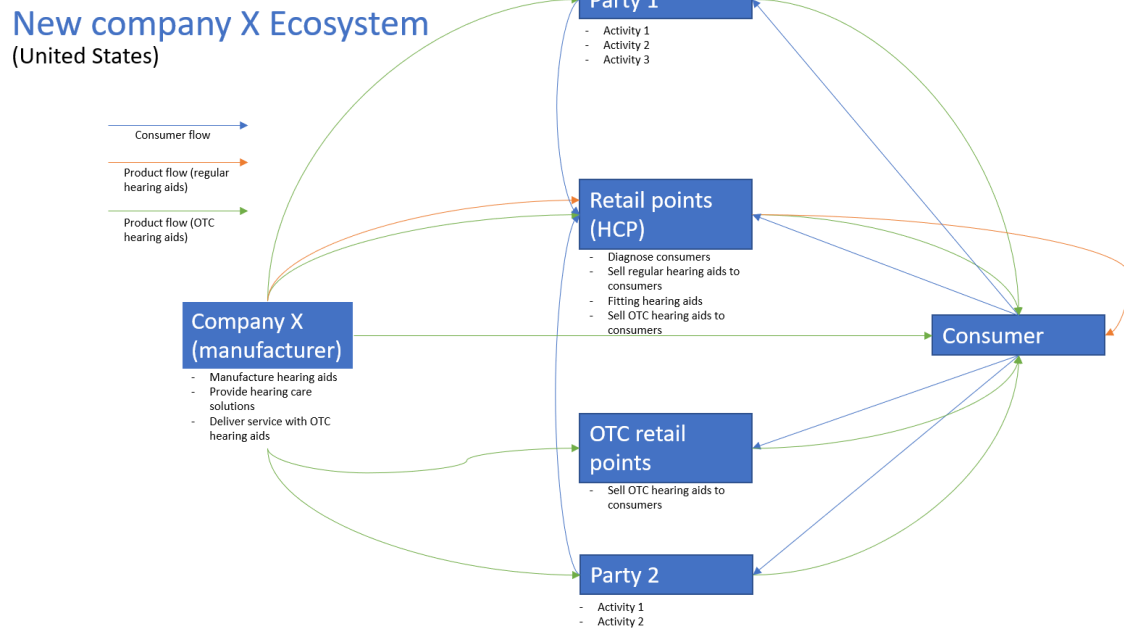 New company X Ecosystem
(United States)
Party 1
- Activity 1
- Activity 2
- Activity 3
Consumer flow
Product flow (regular
hearing aids)
Product flow (OTC
hearing aids)
Retail points
(HCP)
- Diagnose consumers
- Sell regular hearing aids to
consumers
- Fitting hearing aids
- Sell OTC hearing aids to
consumers
Company X
(manufacturer)
- Manufacture hearing aids
- Provide hearing care
solutions
- Deliver service with OTC
hearing aids
Consumer
OTC retail
points
- Sell OTC hearing aids to
consumers
Party 2
- Activity 1
- Activity 2